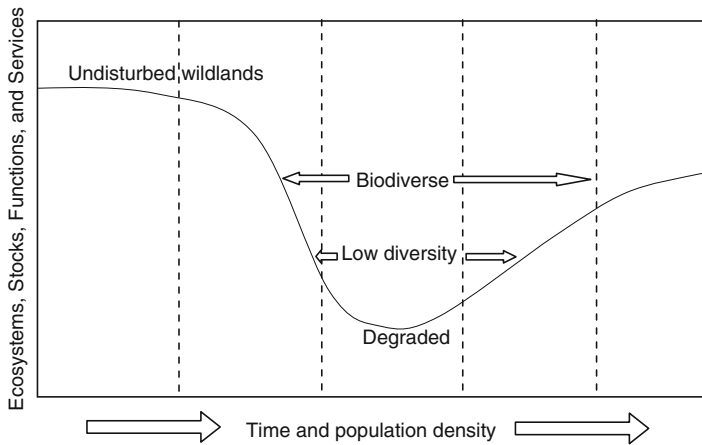 Ecosystems, Stocks, Functions, and Services
Undisturbed wildlands
Biodiverse
Low diversity
Degraded
Time and population density